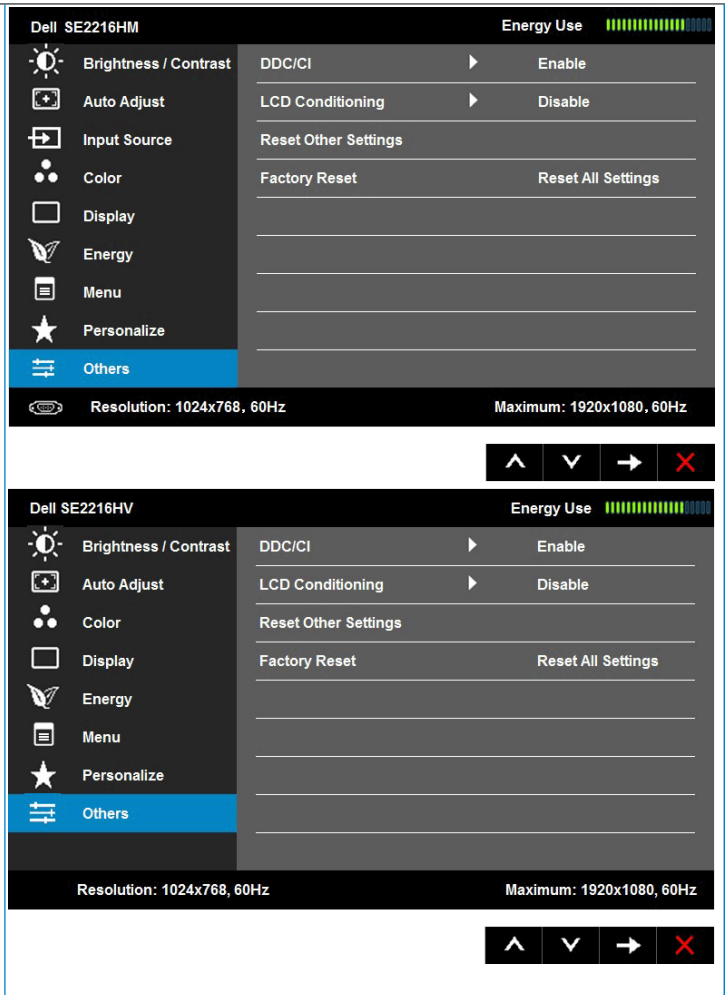 Dell SE2216HM Energy Use
Brightness / Contrast DDC/CI Enable
Auto Adjust LCD Conditioning Disable
Input Source Reset Other Settings
Color Factory Reset Reset All Settings
Display
Energy
Menu
Personalize
Others
Resolution: 1024x768, 60Hz Maximum: 1920x1080, 60Hz
Dell SE2216HV Energy Use
Brightness / Contrast DDC/CI Enable
Auto Adjust LCD Conditioning Disable
Color Reset Other Settings
Display Factory Reset Reset All Settings
Energy
Menu
Personalize
Others
Resolution: 1024x768, 60Hz Maximum: 1920x1080, 60Hz